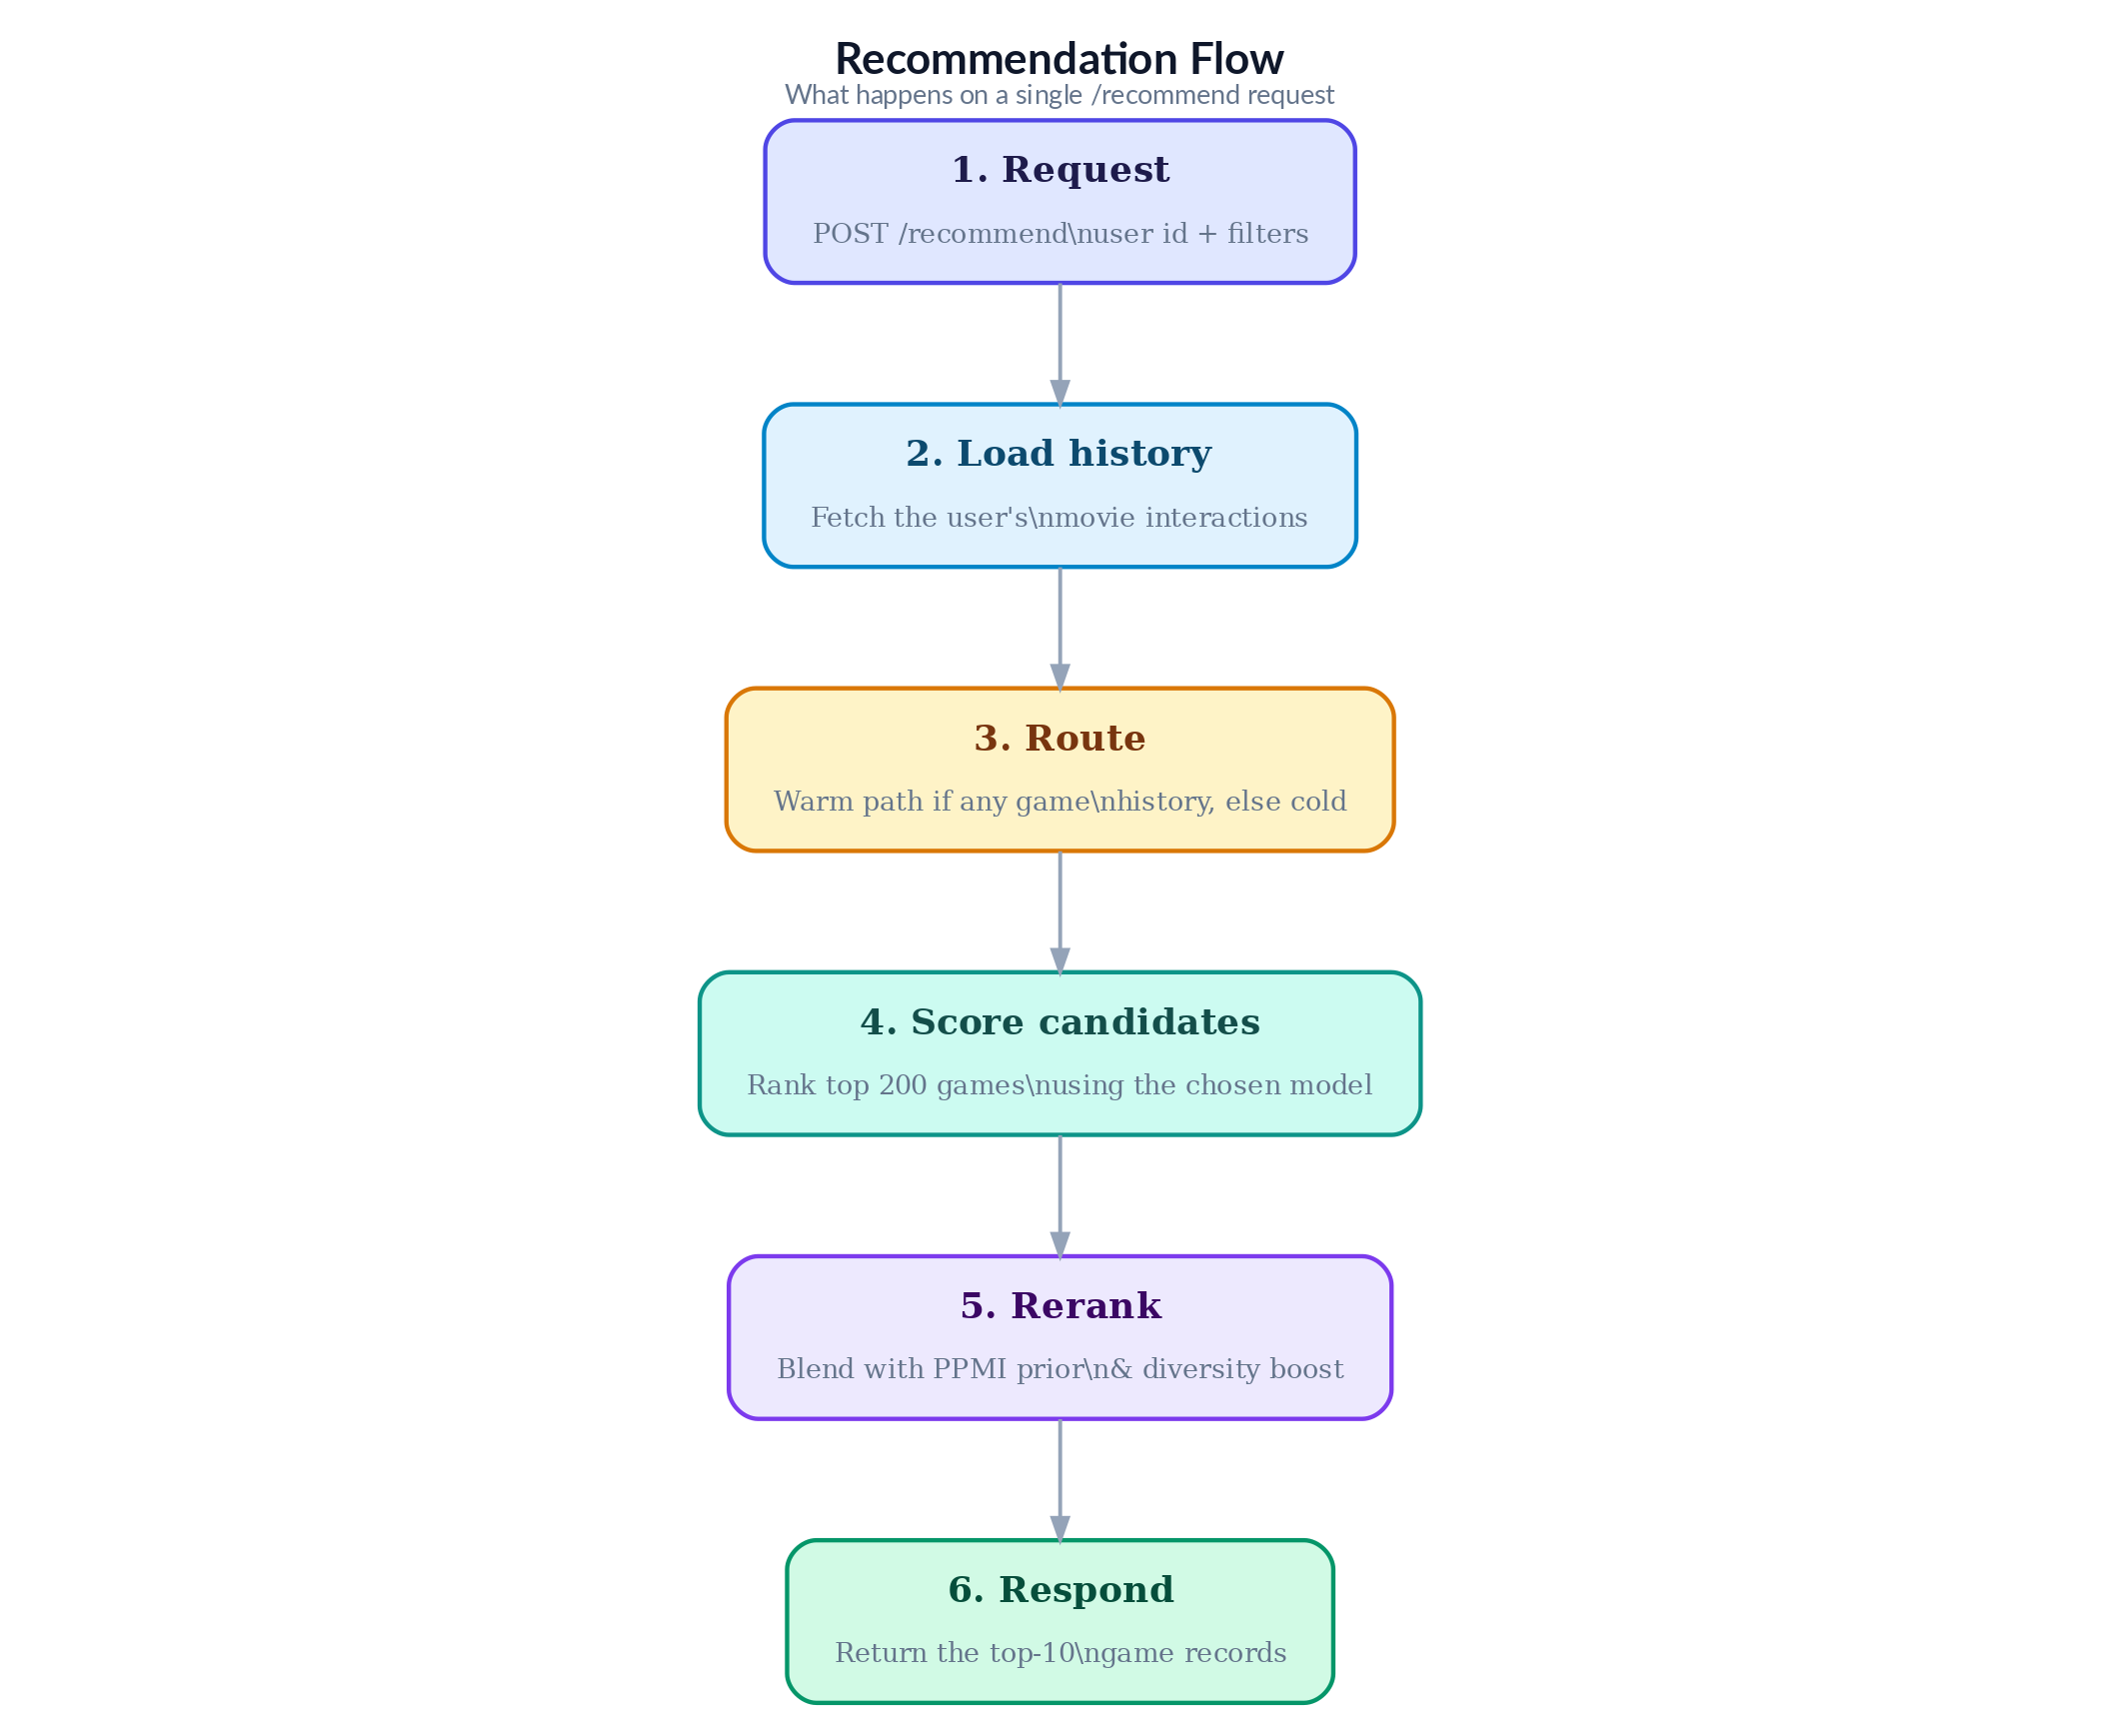 Recommendation Flow
What happens on a single /recommend request
1. Request
POST /recommend\nuser id + filters
2. Load history
Fetch the user's\nmovie interactions
3. Route
Warm path if any game\nhistory, else cold
4. Score candidates
Rank top 200 games\nusing the chosen model
5. Rerank
Blend with PPMI prior\n& diversity boost
6. Respond
Return the top-10\ngame records